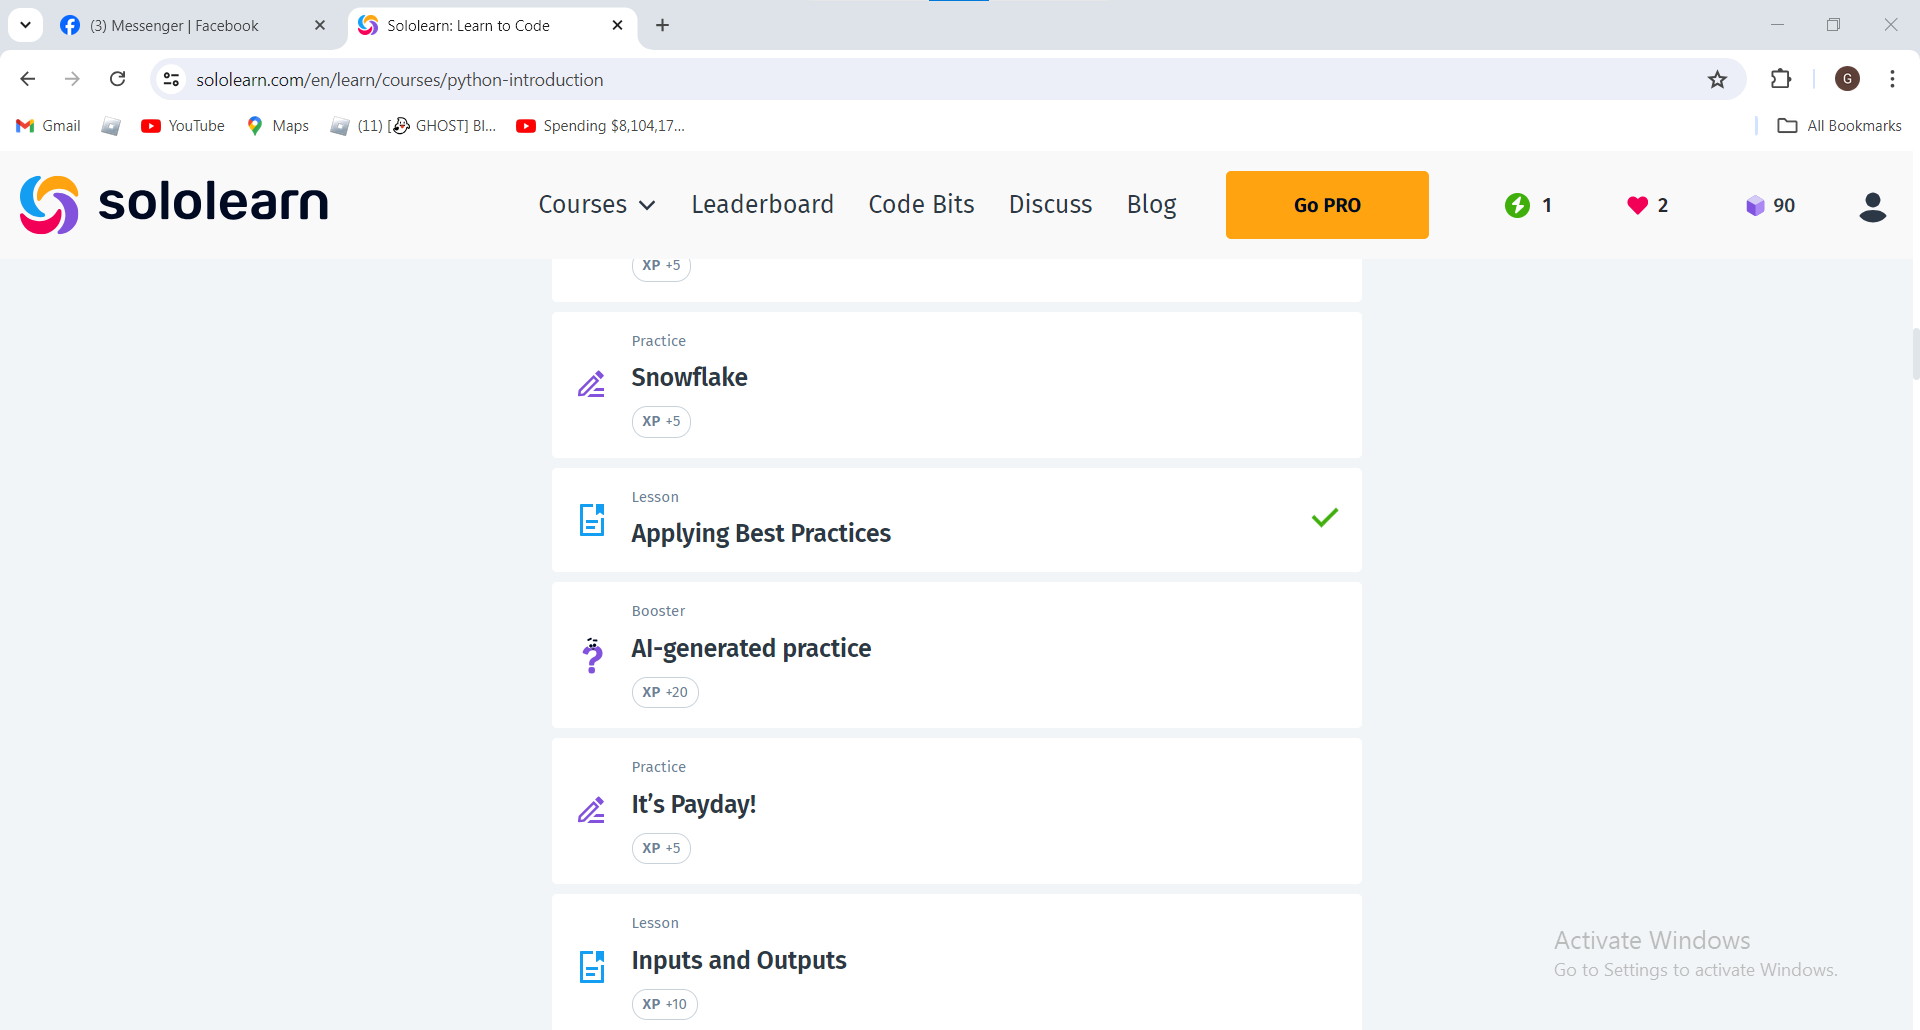 (3) Messenger | Facebook
Sololearn: Learn to Code
sololearn.com/en/learn/courses/python-introduction
G
Gmail
YouTube
Maps
(11) [👻 GHOST] Bl...
Spending $8,104,17...
All Bookmarks
sololearn
Courses
Leaderboard
Code Bits
Discuss
Blog
Go PRO
1
2
90
XP +5
Practice
Snowflake
XP +5
Lesson
Applying Best Practices
Booster
AI-generated practice
XP +20
Practice
It’s Payday!
XP +5
Lesson
Inputs and Outputs
XP +10
Activate Windows
Go to Settings to activate Windows.